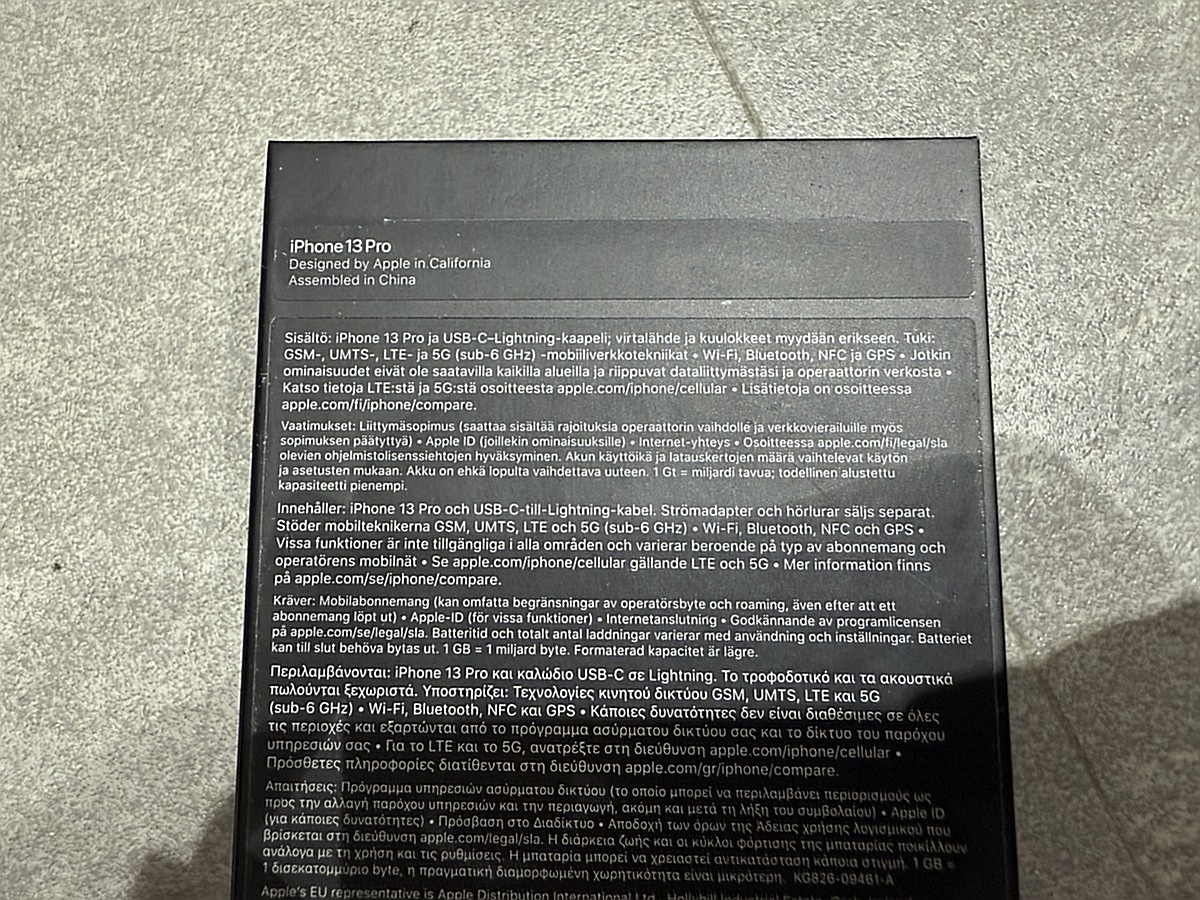 iPhone 13 Pro
Designed by Apple in California
Assembled in China
Sisältö: iPhone 13 Pro ja USB-C–Lightning-kaapeli; virtalähde ja kuulokkeet myydään erikseen. Tuki:
GSM-, UMTS-, LTE- ja 5G (sub-6 GHz) -mobiiliverkkotekniikat • Wi-Fi, Bluetooth, NFC ja GPS • Jotkin
ominaisuudet eivät ole saatavilla kaikilla alueilla ja riippuvat dataliittymästäsi ja operaattorin verkosta •
Katso tietoja LTE:stä ja 5G:stä osoitteesta apple.com/iphone/cellular • Lisätietoja on osoitteessa
apple.com/fi/iphone/compare.
Vaatimukset: Liittymäsopimus (saattaa sisältää rajoituksia operaattorin vaihdolle ja verkkovierailuille myös
sopimuksen päätyttyä) • Apple ID (joillekin ominaisuuksille) • Internet-yhteys • Osoitteessa apple.com/fi/legal/sla
olevien ohjelmistolisenssiehtojen hyväksyminen. Akun käyttöikä ja latauskertojen määrä vaihtelevat käytön
ja asetusten mukaan. Akku on ehkä lopulta vaihdettava uuteen. 1 Gt = miljardi tavua; todellinen alustettu
kapasiteetti pienempi.
Innehåller: iPhone 13 Pro och USB-C-till-Lightning-kabel. Strömadapter och hörlurar säljs separat.
Stöder mobilteknikerna GSM, UMTS, LTE och 5G (sub-6 GHz) • Wi-Fi, Bluetooth, NFC och GPS •
Vissa funktioner är inte tillgängliga i alla områden och varierar beroende på typ av abonnemang och
operatörens mobilnät • Se apple.com/iphone/cellular gällande LTE och 5G • Mer information finns
på apple.com/se/iphone/compare.
Kräver: Mobilabonnemang (kan omfatta begränsningar av operatörsbyte och roaming, även efter att ett
abonnemang löpt ut) • Apple-ID (för vissa funktioner) • Internetanslutning • Godkännande av programlicensen
på apple.com/se/legal/sla. Batteritid och totalt antal laddningar varierar med användning och inställningar. Batteriet
kan till slut behöva bytas ut. 1 GB = 1 miljard byte. Formaterad kapacitet är lägre.
Περιλαμβάνονται: iPhone 13 Pro και καλώδιο USB-C σε Lightning. Το τροφοδοτικό και τα ακουστικά
πωλούνται ξεχωριστά. Υποστηρίζει: Τεχνολογίες κινητού δικτύου GSM, UMTS, LTE και 5G
(sub-6 GHz) • Wi-Fi, Bluetooth, NFC και GPS • Κάποιες δυνατότητες δεν είναι διαθέσιμες σε όλες
τις περιοχές και εξαρτώνται από το πρόγραμμα ασύρματου δικτύου σας και το δίκτυο του παρόχου
υπηρεσιών σας • Για το LTE και το 5G, ανατρέξτε στη διεύθυνση apple.com/iphone/cellular •
Πρόσθετες πληροφορίες διατίθενται στη διεύθυνση apple.com/gr/iphone/compare.
Απαιτήσεις: Πρόγραμμα υπηρεσιών ασύρματου δικτύου (το οποίο μπορεί να περιλαμβάνει περιορισμούς ως
προς την αλλαγή παρόχου υπηρεσιών και την περιαγωγή, ακόμη και μετά τη λήξη του συμβολαίου) • Apple ID
(για κάποιες δυνατότητες) • Πρόσβαση στο Διαδίκτυο • Αποδοχή των όρων της Άδειας χρήσης λογισμικού που
βρίσκεται στη διεύθυνση apple.com/legal/sla. Η διάρκεια ζωής και οι κύκλοι φόρτισης της μπαταρίας ποικίλλουν
ανάλογα με τη χρήση και τις ρυθμίσεις. Η μπαταρία μπορεί να χρειαστεί αντικατάσταση κάποια στιγμή. 1 GB =
1 δισεκατομμύριο byte, η πραγματική διαμορφωμένη χωρητικότητα είναι μικρότερη. KG826-09461-A
Apple's EU representative is Apple Distribution International Ltd., Hollyhill Industrial Estate,